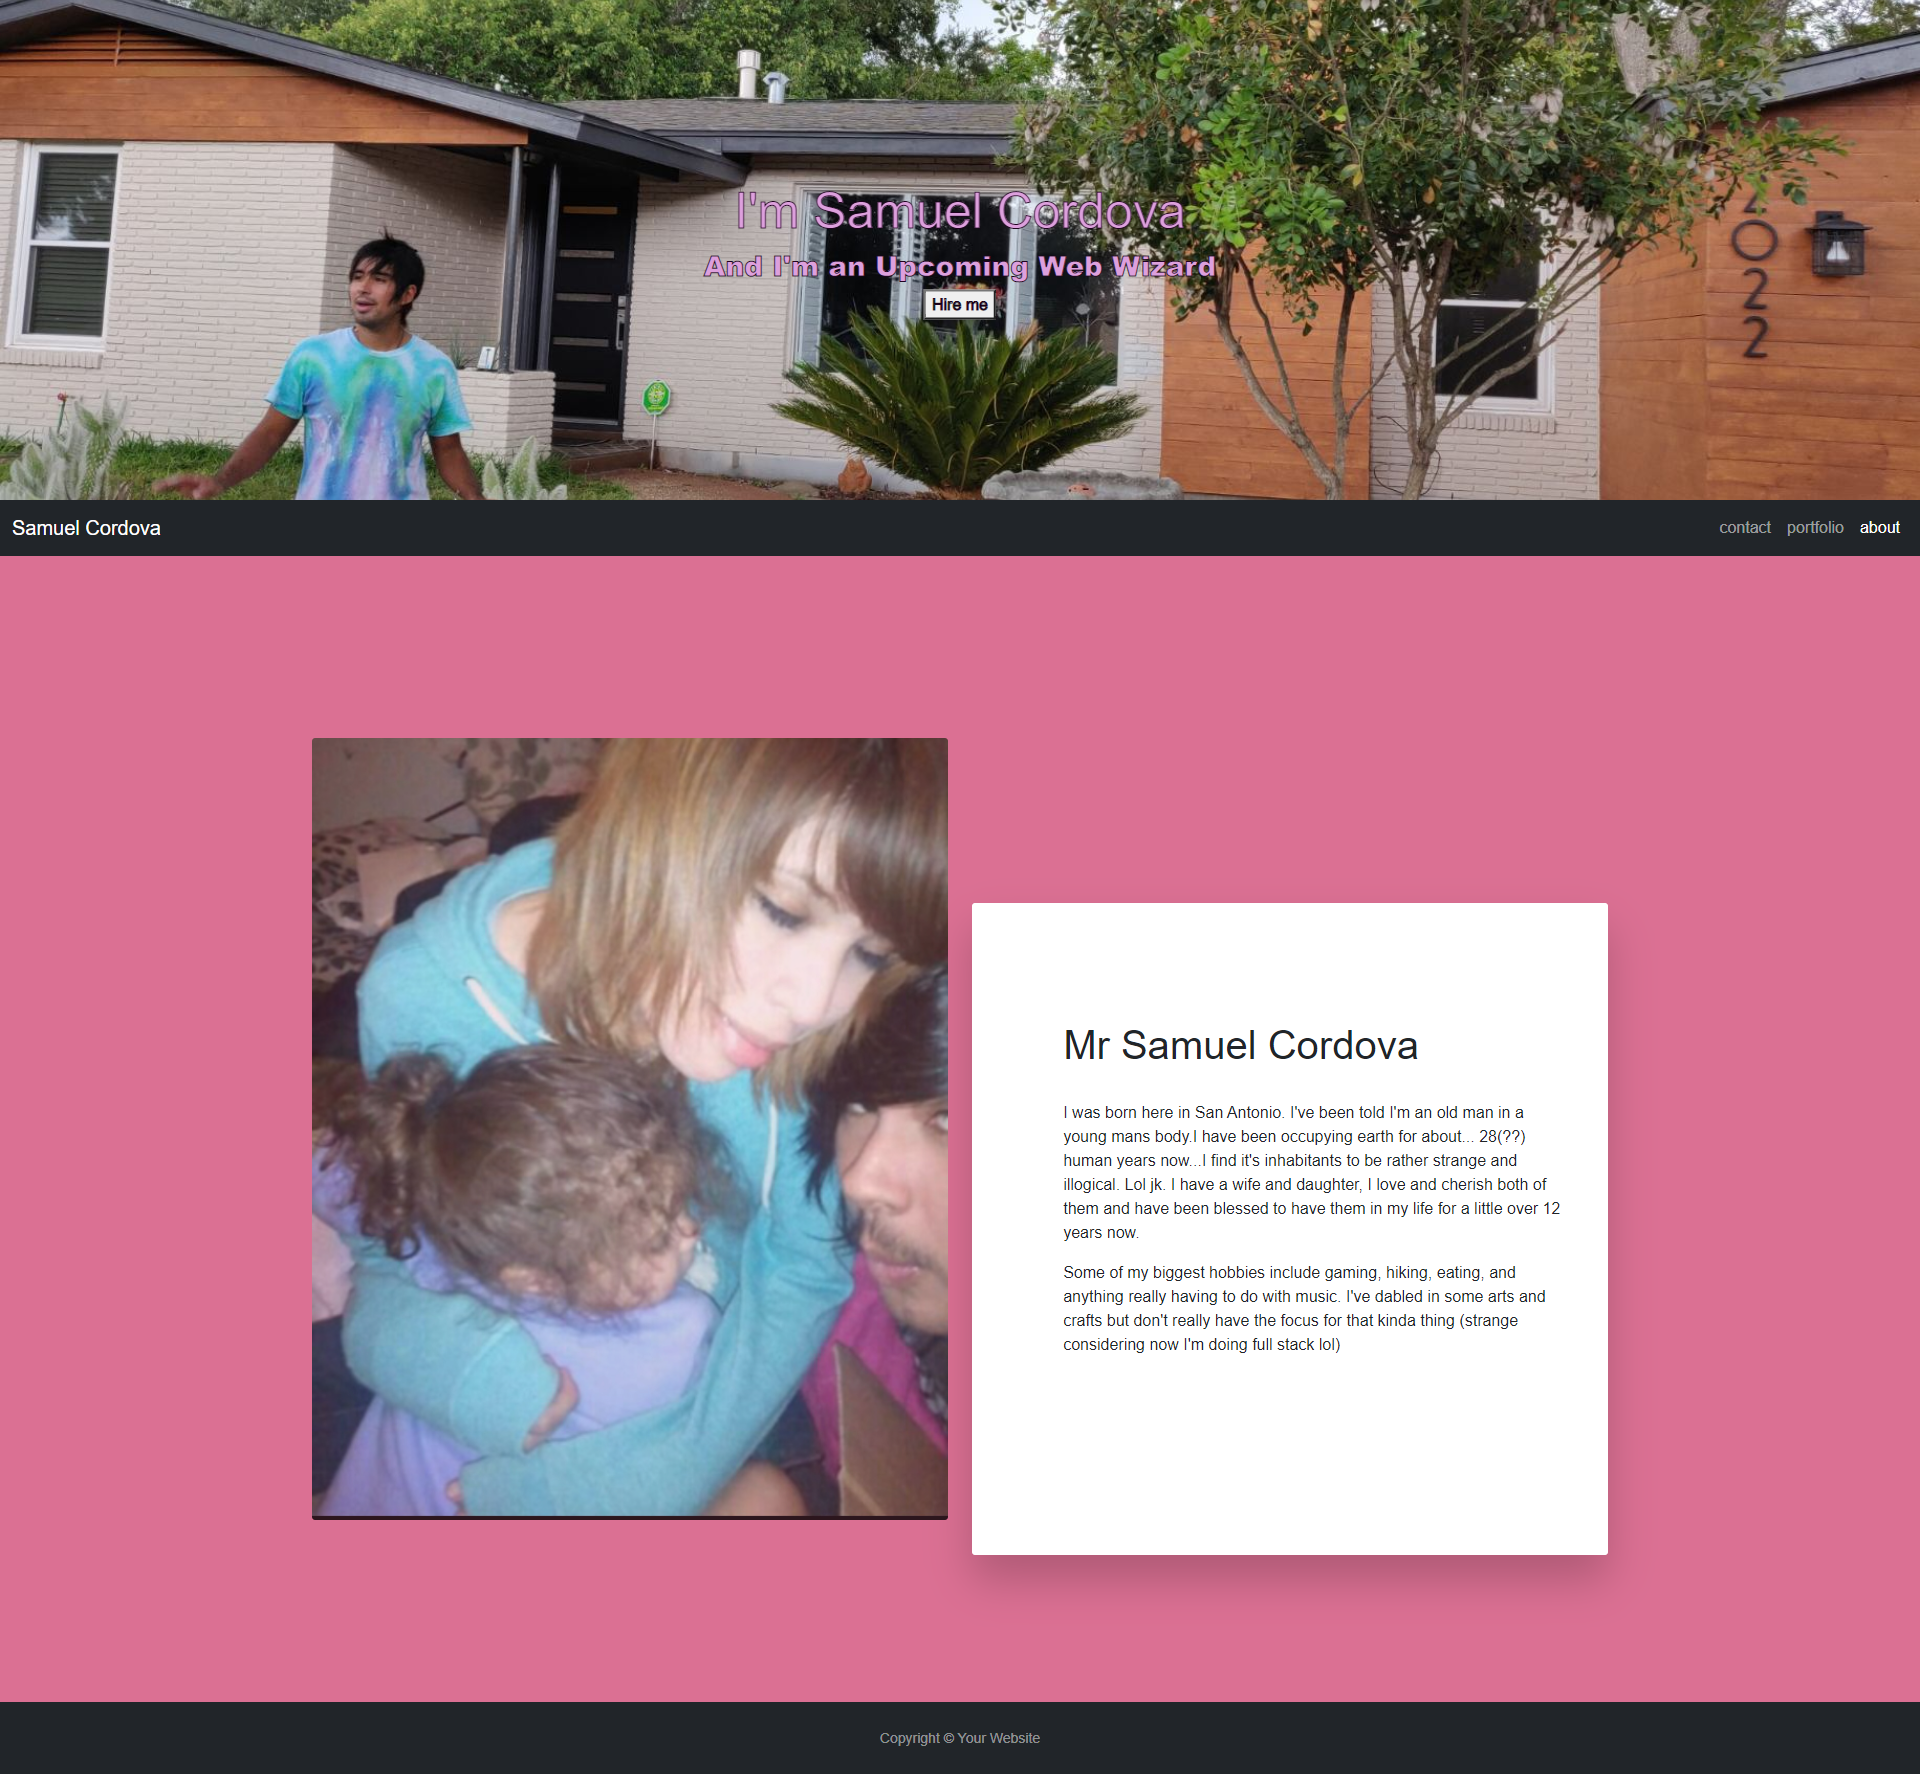 I'm Samuel Cordova
And I'm an Upcoming Web Wizard
Hire me
2
0
2
2
Samuel Cordova
contact portfolio about
Mr Samuel Cordova
I was born here in San Antonio. I've been told I'm an old man in a
young mans body.I have been occupying earth for about... 28(??)
human years now...I find it's inhabitants to be rather strange and
illogical. Lol jk. I have a wife and daughter, I love and cherish both of
them and have been blessed to have them in my life for a little over 12
years now.
Some of my biggest hobbies include gaming, hiking, eating, and
anything really having to do with music. I've dabled in some arts and
crafts but don't really have the focus for that kinda thing (strange
considering now I'm doing full stack lol)
Copyright © Your Website